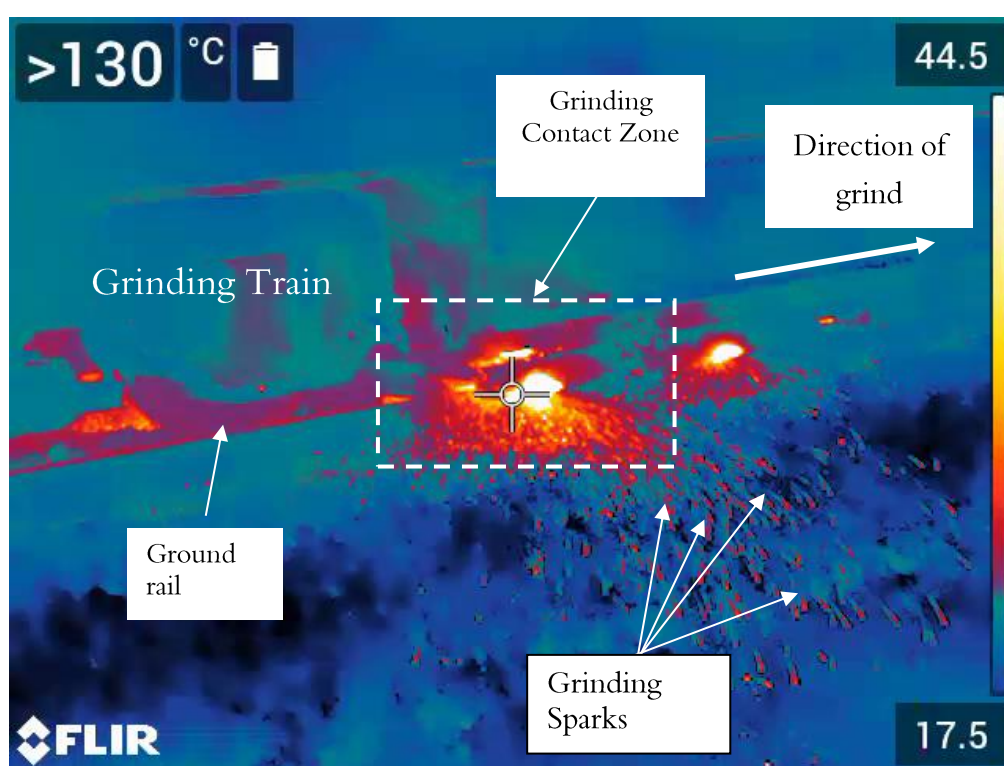 >130 °C
44.5
Grinding
Contact Zone
Direction of
grind
Grinding Train
Ground
rail
Grinding
Sparks
FLIR
17.5